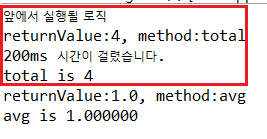 앞에서 실행될 로직
returnValue:4, method:total
200ms 시간이 걸렸습니다.
total is 4
returnValue:1.0, method:avg
avg is 1.000000